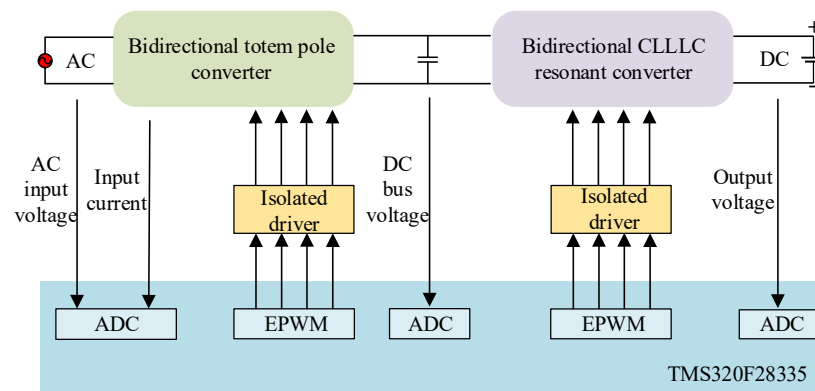 AC
Bidirectional totem pole
converter
Bidirectional CLLLC
resonant converter
DC
AC
input
voltage
Input
current
Isolated
driver
DC
bus
voltage
Isolated
driver
Output
voltage
ADC
EPWM
ADC
EPWM
ADC
TMS320F28335